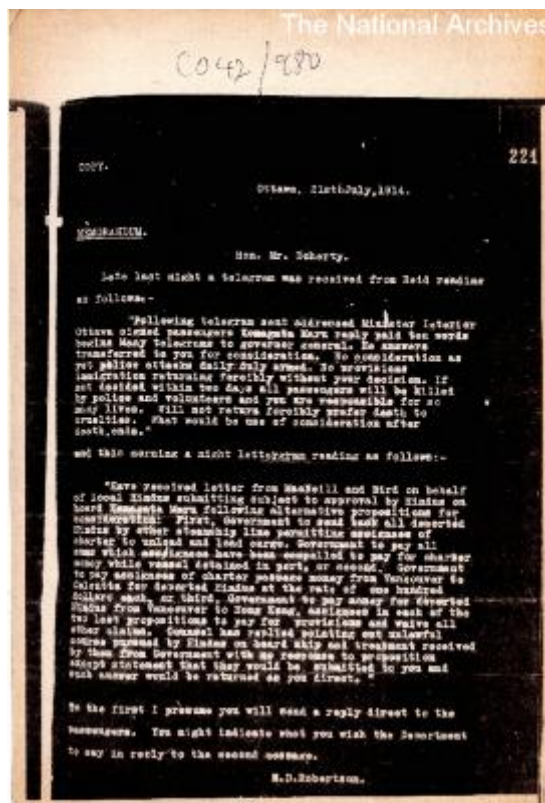 The National Archives
CO 42/980
221
COPY.
Ottawa, 21stJuly,1914.
MEMORANDUM.
Hon. Mr. Doherty.
Late last night a telegram was received from Reid reading
as follows:-
"Following telegram sent addressed Minister Interior
Ottawa signed passengers Komagata Maru reply paid ten words
begins Many telegrams to governor general. He answers
transferred to you for consideration. No consideration as
yet police attacks daily duly armed. No provisions
immigration returning forcibly without your decision. If
not decided within two days all passengers will be killed
by police and volunteers and you are responsible for so
many lives. Will not return forcibly prefer death to
cruelties. What would be use of consideration after
death, ends."
and this morning a night lettergram reading as follows:-
"Have received letter from MacNeill and Bird on behalf
of local Hindus submitting subject to approval by Hindus on
board Komagata Maru following alternative propositions for
consideration: First, Government to send back all deported
Hindus by other steamship line permitting assignees of
charter to unload and load cargo, Government to pay all
sums which assignees have been compelled to pay for charter
money while vessel detained in port, or second, Government
to pay assignees of charter passage money from Vancouver to
Calcutta for deported Hindus at the rate of one hundred
dollars each, or third, Government to pay money for deported
Hindus from Vancouver to Hong Kong, assignees in each of the
two last propositions to pay for provisions and waive all
other claims. Counsel has replied pointing out unlawful
course pursued by Hindus on board ship and treatment received
by them from Government with no response to proposition
except statement that they would be submitted to you and
such answer would be returned as you direct."
To the first I presume you will send a reply direct to the
passengers. You might indicate what you wish the Department
to say in reply to the second message.
W.D.Robertson.